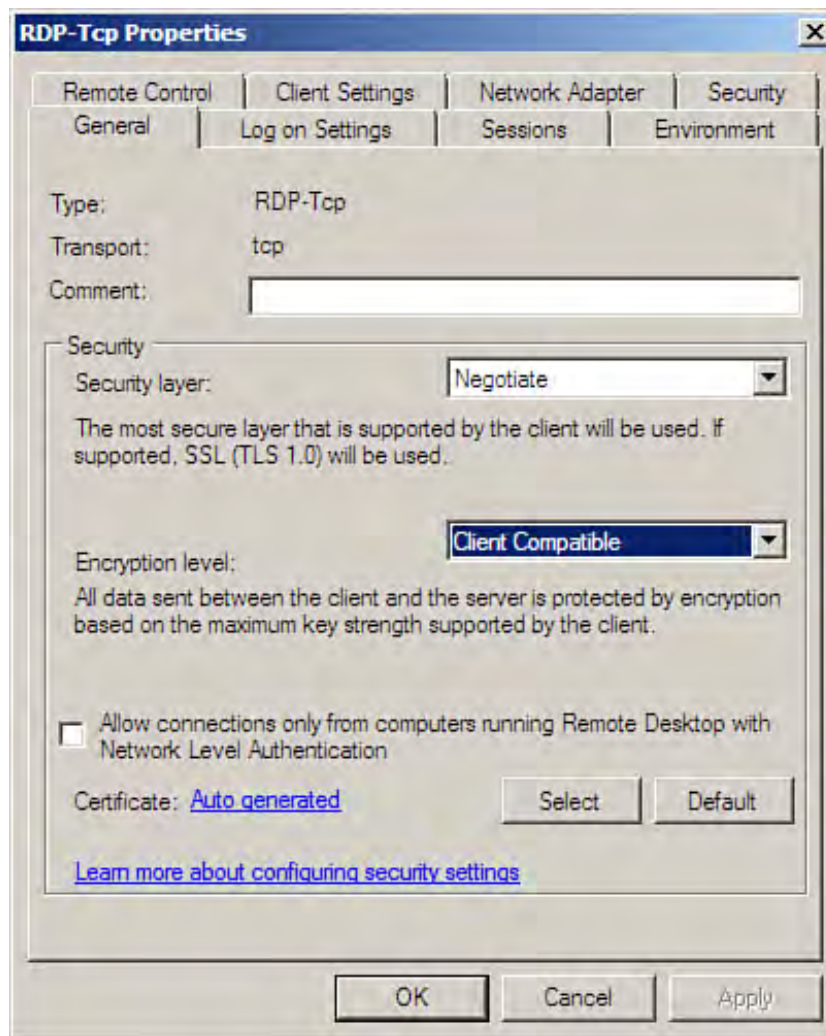 RDP-Tcp Properties
Remote Control
Client Settings
Network Adapter
Security
General
Log on Settings
Sessions
Environment
Type: RDP-Tcp
Transport: tcp
Comment:
Security
Security layer: Negotiate
The most secure layer that is supported by the client will be used. If
supported, SSL (TLS 1.0) will be used.
Client Compatible
Encryption level:
All data sent between the client and the server is protected by encryption
based on the maximum key strength supported by the client.
Allow connections only from computers running Remote Desktop with
Network Level Authentication
Certificate: Auto generated
Select
Default
Learn more about configuring security settings
OK
Cancel
Apply